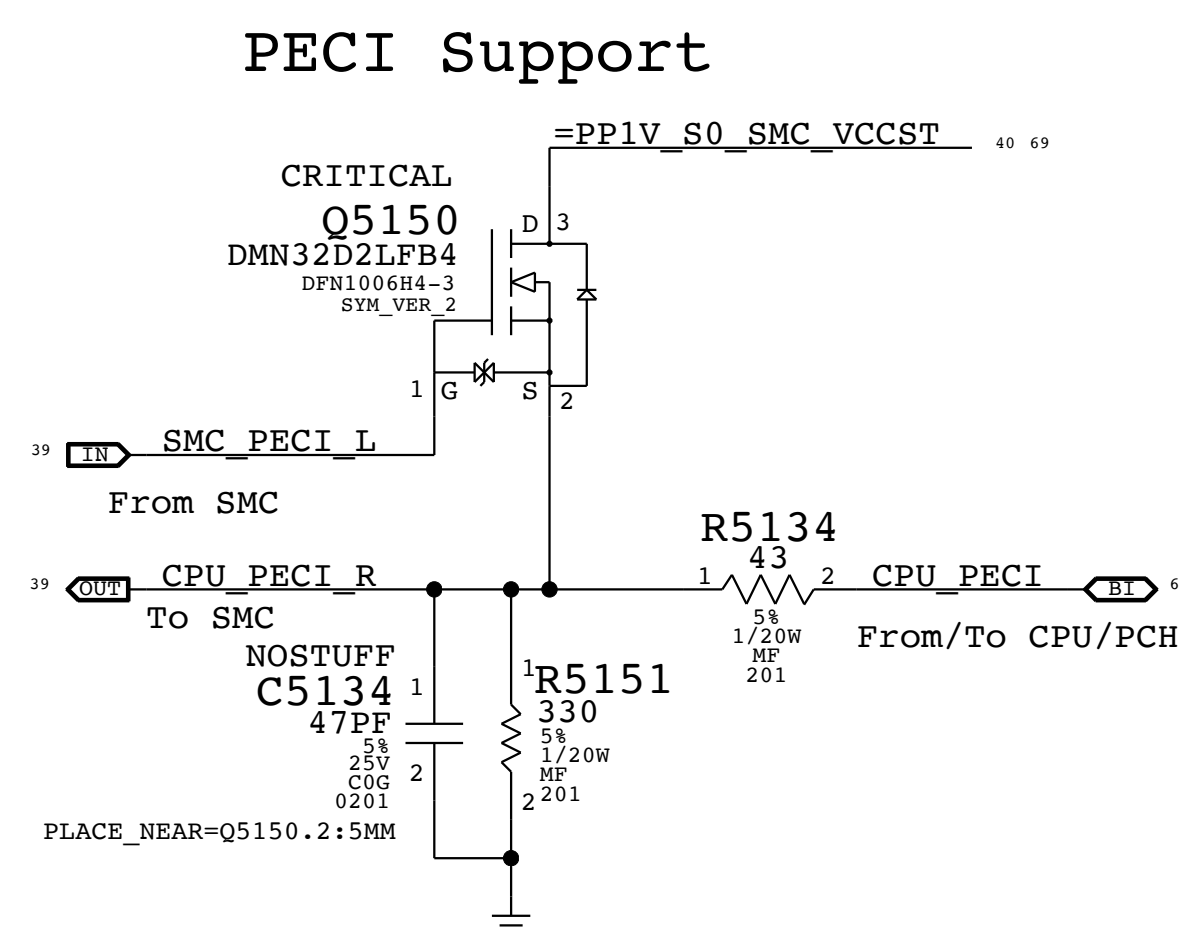 PECI Support
=PP1V_S0_SMC_VCCST
40 69
CRITICAL
Q5150
D 3
DMN32D2LFB4
DFN1006H4-3
SYM_VER_2
1 G S 2
39 IN SMC_PECI_L
From SMC
R5134
43
39 OUT CPU_PECI_R
1 2 CPU_PECI BI 6
To SMC
5%
1/20W
MF
201
From/To CPU/PCH
NOSTUFF
C5134 1
47PF
5%
25V
C0G
0201
2
1 R5151
330
5%
1/20W
MF
201
2
PLACE_NEAR=Q5150.2:5MM